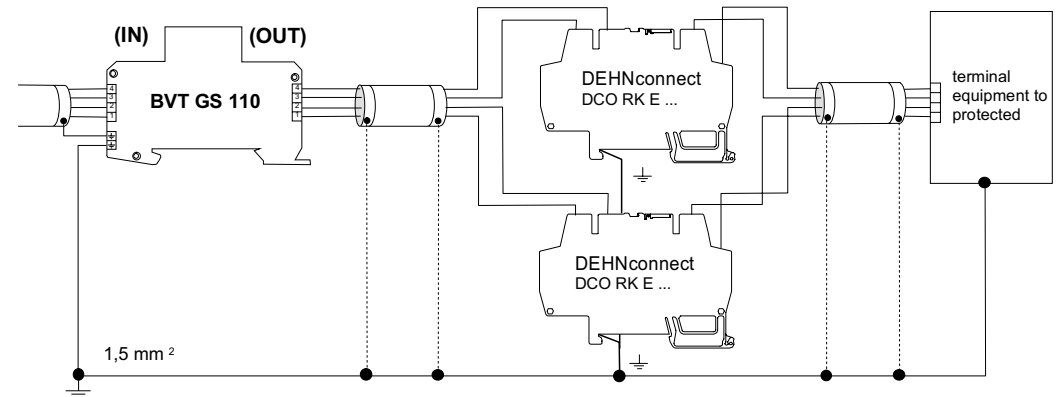 (IN)
(OUT)
4
3
2
1
BVT GS 110
4
3
2
1
DEHNconnect
DCO RK E ...
terminal
equipment to
protected
DEHNconnect
DCO RK E ...
1,5 mm ²